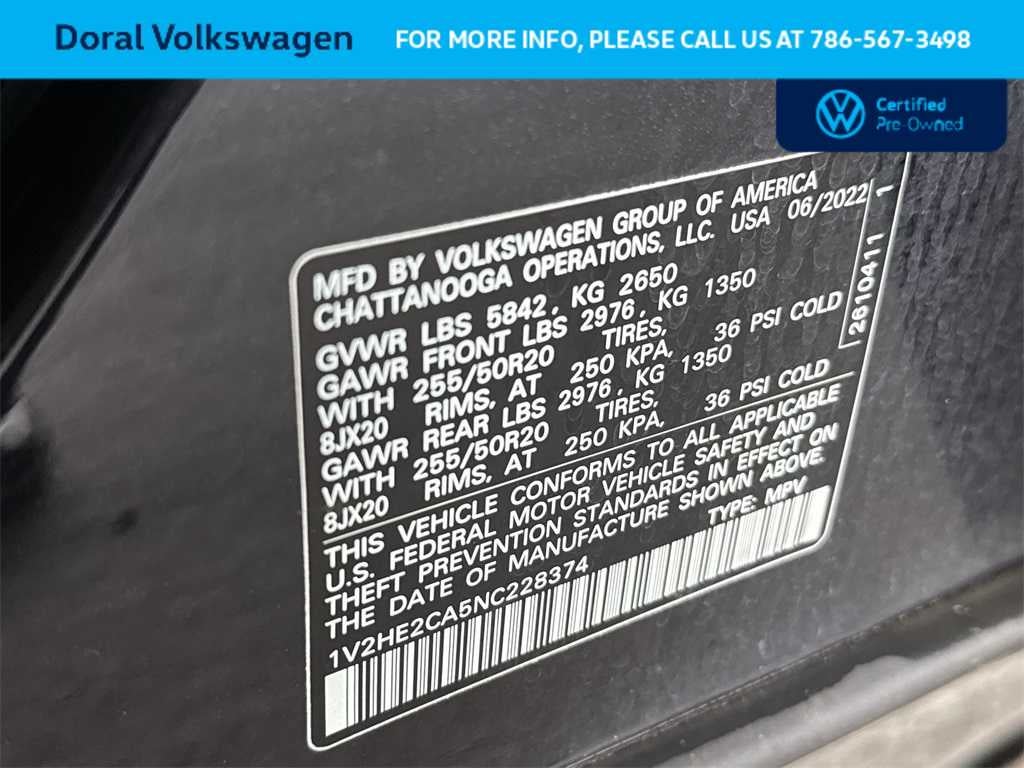 Doral Volkswagen
FOR MORE INFO, PLEASE CALL US AT 786-567-3498
Certified
Pre-Owned
MFD BY VOLKSWAGEN GROUP OF AMERICA
CHATTANOOGA OPERATIONS, LLC. USA 06/2022
GVWR LBS 5842, KG 2650
GAWR FRONT LBS 2976, KG 1350
WITH 255/50R20 TIRES,
8JX20 RIMS, AT 250 KPA, 36 PSI COLD
GAWR REAR LBS 2976, KG 1350
WITH 255/50R20 TIRES,
8JX20 RIMS, AT 250 KPA, 36 PSI COLD
THIS VEHICLE CONFORMS TO ALL APPLICABLE
U.S. FEDERAL MOTOR VEHICLE SAFETY AND
THEFT PREVENTION STANDARDS IN EFFECT ON
THE DATE OF MANUFACTURE SHOWN ABOVE.
1V2HE2CA5NC228374 TYPE: MPV
2610411 1